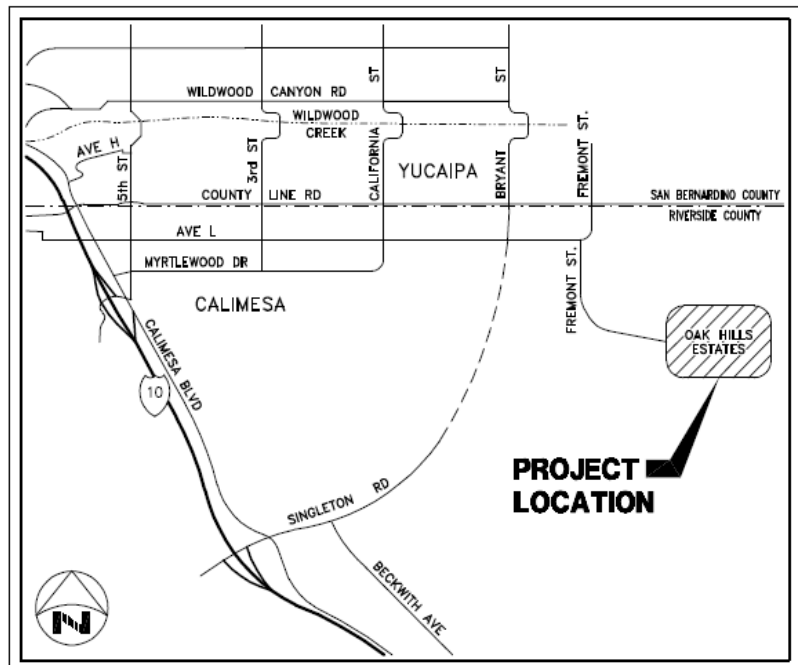 ST
ST
WILDWOOD CANYON RD
WILDWOOD
CREEK
AVE H
5th ST
3rd ST
CALIFORNIA
YUCAIPA
BRYANT
FREMONT ST.
COUNTY LINE RD
SAN BERNARDINO COUNTY
RIVERSIDE COUNTY
AVE L
MYRTLEWOOD DR
FREMONT ST.
CALIMESA
OAK HILLS
ESTATES
CALIMESA BLVD
10
PROJECT
LOCATION
SINGLETON RD
BECKWITH AVE
N